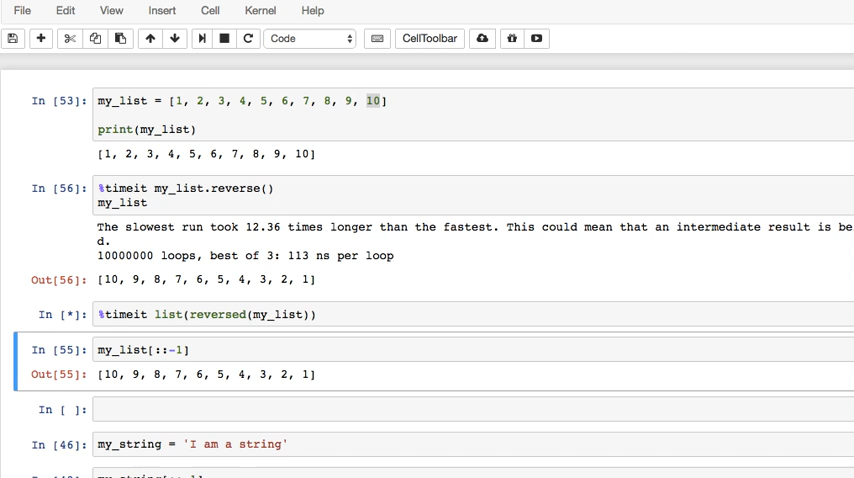 File Edit View Insert Cell Kernel Help
Code CellToolbar
In [53]: my_list = [1, 2, 3, 4, 5, 6, 7, 8, 9, 10]
print(my_list)
[1, 2, 3, 4, 5, 6, 7, 8, 9, 10]
In [56]: %timeit my_list.reverse()
my_list
The slowest run took 12.36 times longer than the fastest. This could mean that an intermediate result is be
d.
10000000 loops, best of 3: 113 ns per loop
Out[56]: [10, 9, 8, 7, 6, 5, 4, 3, 2, 1]
In [*]: %timeit list(reversed(my_list))
In [55]: my_list[::-1]
Out[55]: [10, 9, 8, 7, 6, 5, 4, 3, 2, 1]
In [ ]:
In [46]: my_string = 'I am a string'